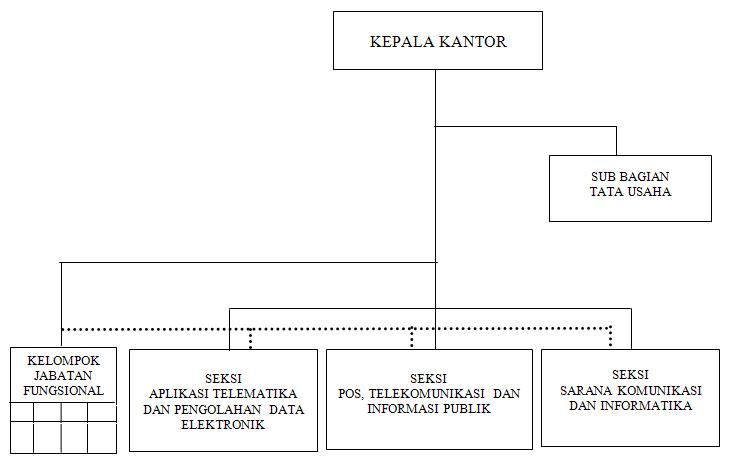 KEPALA KANTOR
SUB BAGIAN
TATA USAHA
KELOMPOK
JABATAN
FUNGSIONAL
SEKSI
APLIKASI TELEMATIKA
DAN PENGOLAHAN DATA
ELEKTRONIK
SEKSI
POS, TELEKOMUNIKASI DAN
INFORMASI PUBLIK
SEKSI
SARANA KOMUNIKASI
DAN INFORMATIKA